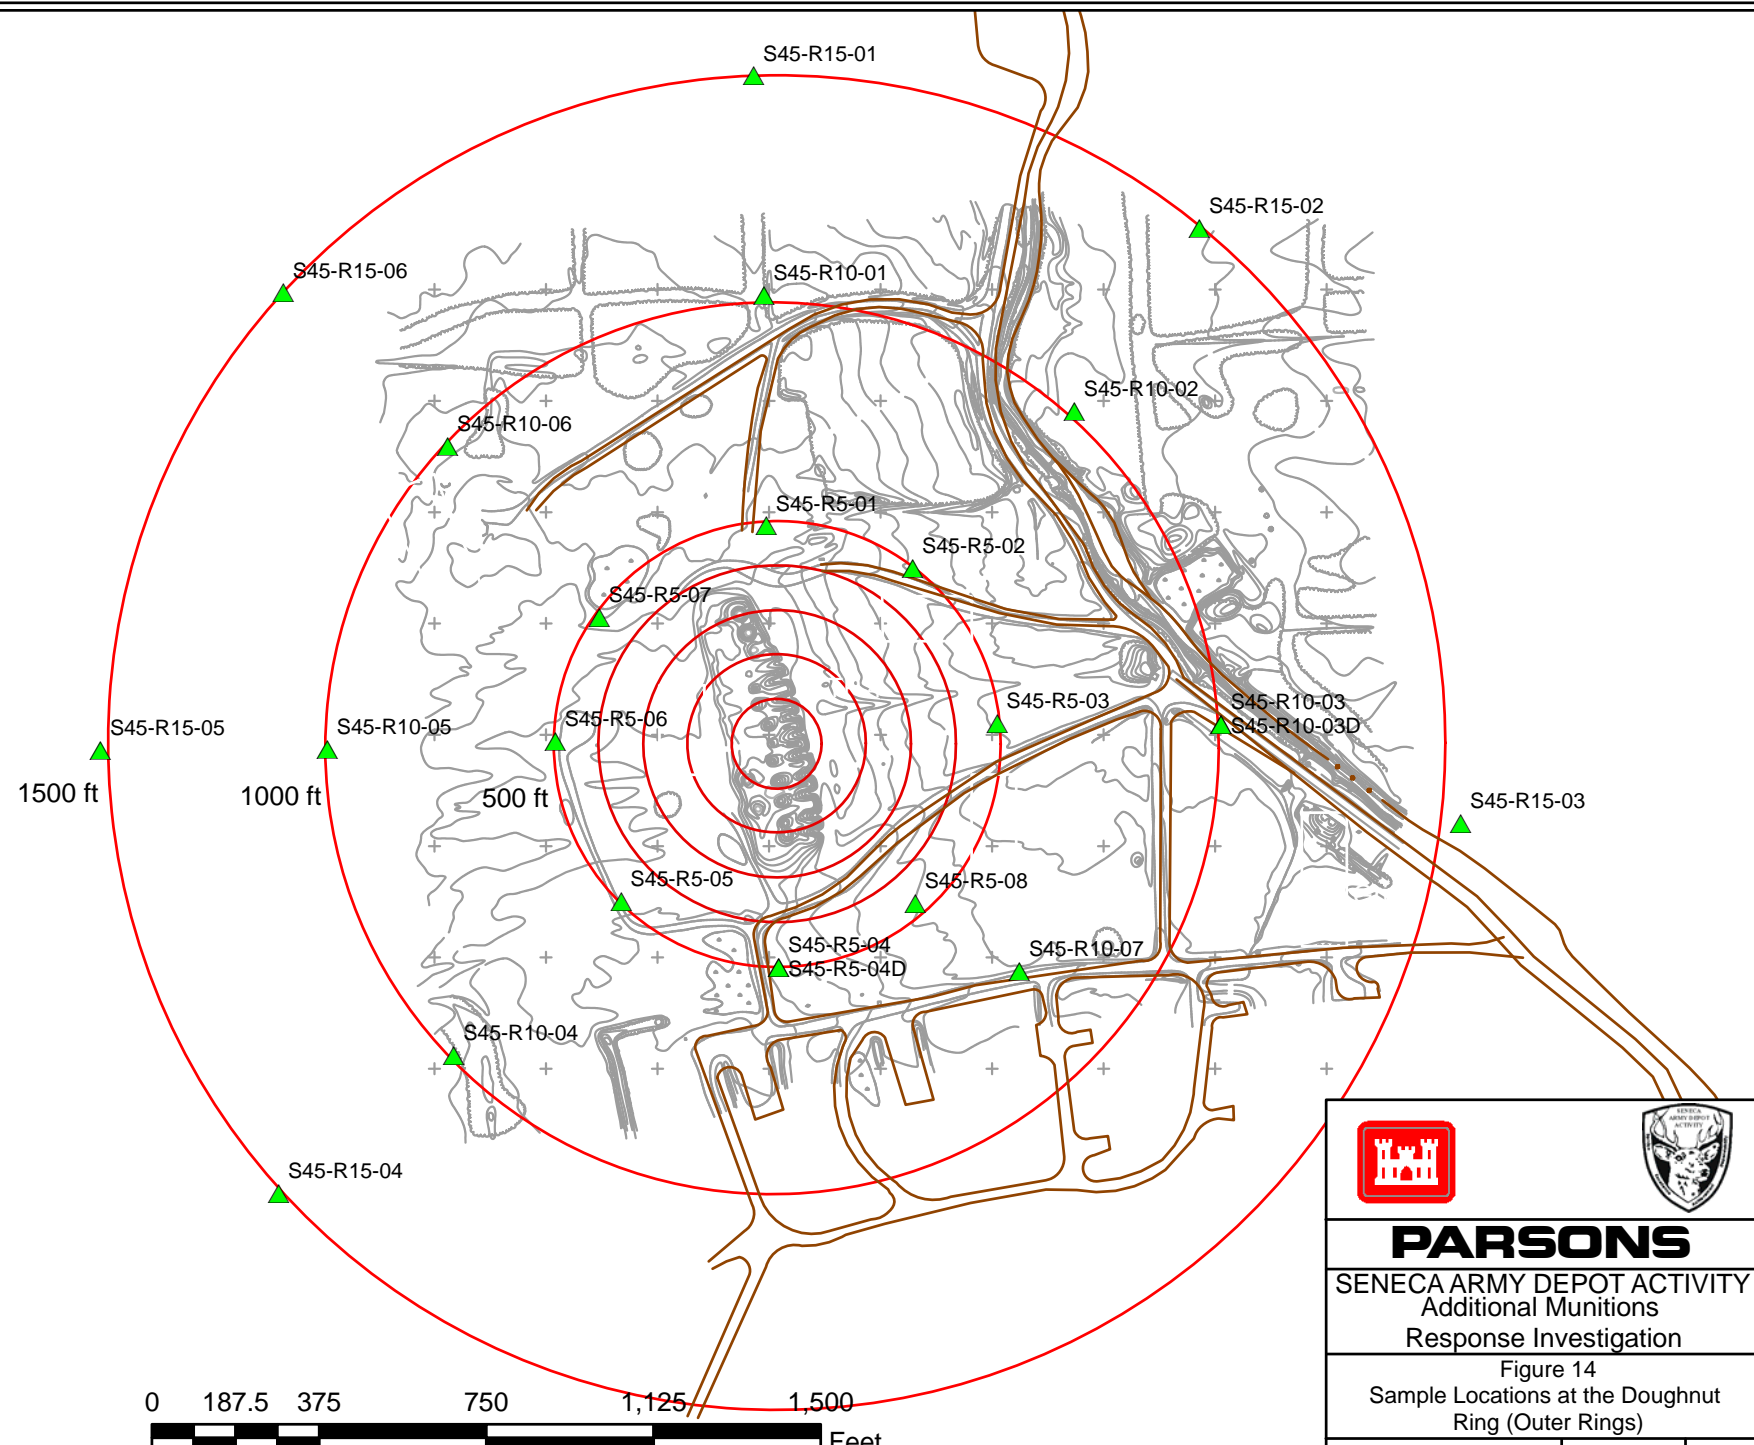 S45-R15-01
S45-R15-02
S45-R15-06
S45-R10-01
S45-R10-02
S45-R10-06
S45-R5-01
S45-R5-02
S45-R5-07
S45-R5-03
S45-R10-03
S45-R10-03D
S45-R5-06
S45-R10-05
S45-R15-05
1500 ft
1000 ft
500 ft
S45-R15-03
S45-R5-05
S45-R5-08
S45-R5-04
S45-R5-04D
S45-R10-07
S45-R10-04
S45-R15-04
SENECA
ARMY DEPOT
ACTIVITY
PARSONS
SENECA ARMY DEPOT ACTIVITY
Additional Munitions
Response Investigation
Figure 14
Sample Locations at the Doughnut
Ring (Outer Rings)
0 187.5 375 750 1,125 1,500
Feet